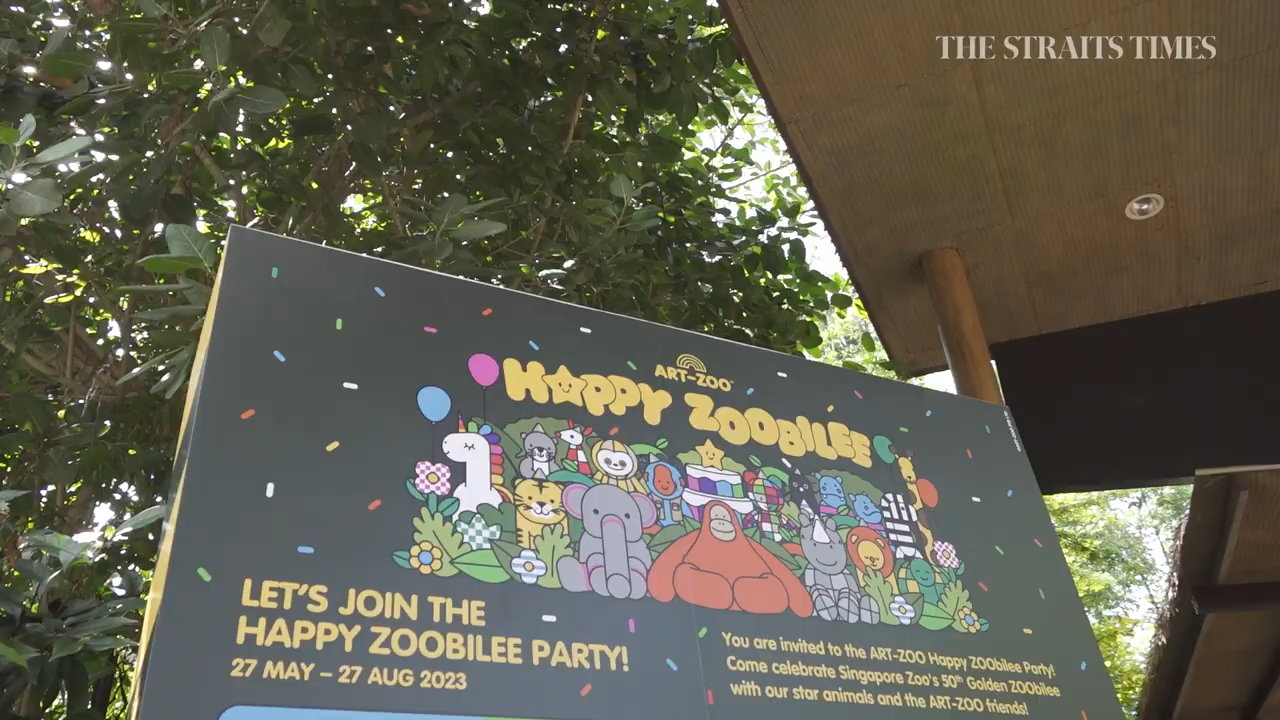 THE STRAITS TIMES
ART-ZOO
HAPPY ZOOBILEE
LET'S JOIN THE
HAPPY ZOOBILEE PARTY!
27 MAY – 27 AUG 2023
You are invited to the ART-ZOO Happy ZOObilee Party!
Come celebrate Singapore Zoo's 50th Golden ZOObilee
with our star animals and the ART-ZOO friends!